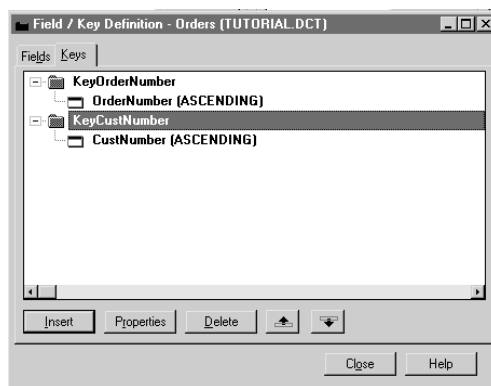 Field / Key Definition - Orders (TUTORIAL.DCT)
Fields Keys
KeyOrderNumber
OrderNumber (ASCENDING)
KeyCustNumber
CustNumber (ASCENDING)
Insert Properties Delete
Close Help